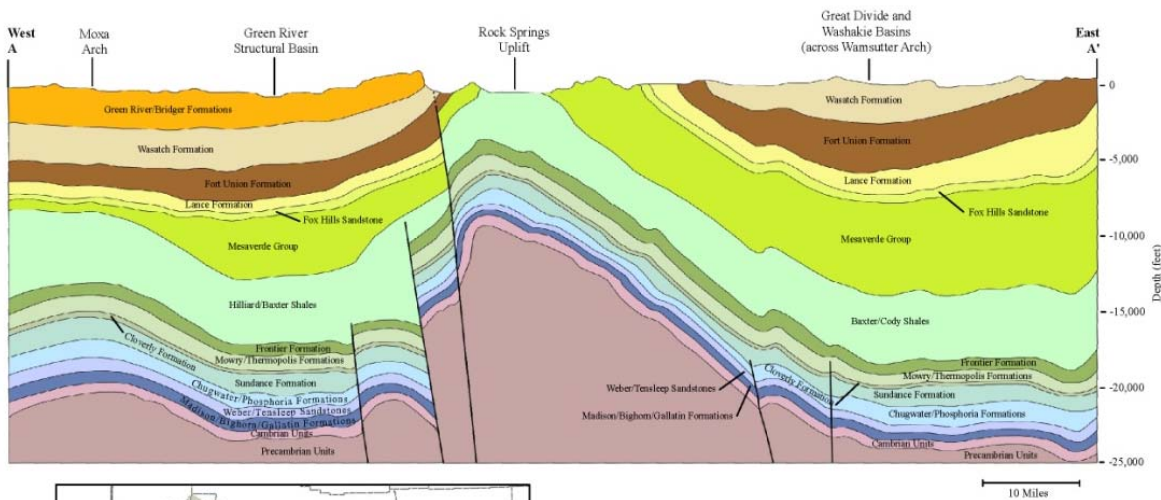 West
A
Moxa
Arch
Green River
Structural Basin
Rock Springs
Uplift
Great Divide and
Washakie Basins
(across Wamsutter Arch)
East
A'
Green River/Bridger Formations
Wasatch Formation
Fort Union Formation
Lance Formation
Fox Hills Sandstone
Mesaverde Group
Hilliard/Baxter Shales
Cloverly Formation
Frontier Formation
Mowry/Thermopolis Formations
Sundance Formation
Chugwater/Phosphoria Formations
Weber/Tensleep Sandstones
Madison/Bighorn/Gallatin Formations
Cambrian Units
Precambrian Units
Wasatch Formation
Fort Union Formation
Lance Formation
Fox Hills Sandstone
Mesaverde Group
Baxter/Cody Shales
Frontier Formation
Mowry/Thermopolis Formations
Cloverly Formation
Sundance Formation
Weber/Tensleep Sandstones
Chugwater/Phosphoria Formations
Madison/Bighorn/Gallatin Formations
Cambrian Units
Precambrian Units
0
-5,000
-10,000
-15,000
-20,000
-25,000
Depth (feet)
10 Miles